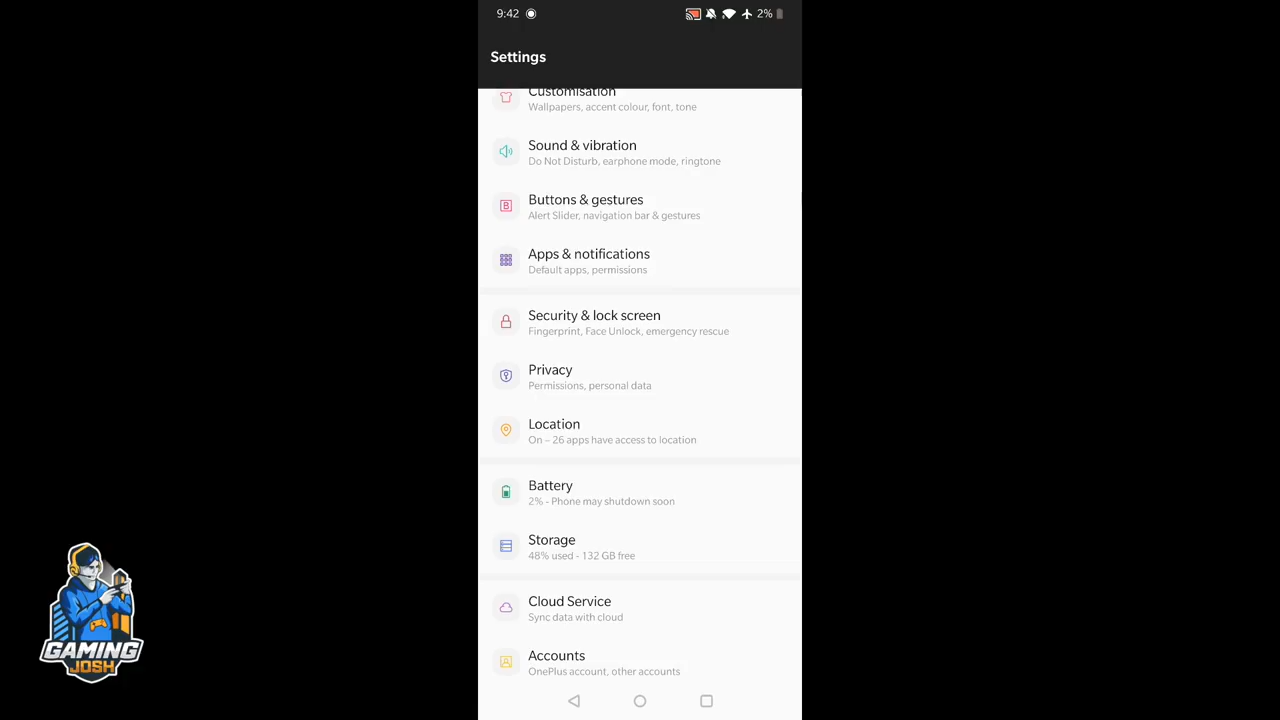 9:42
2%
Settings
Customisation
Wallpapers, accent colour, font, tone
Sound & vibration
Do Not Disturb, earphone mode, ringtone
B
Buttons & gestures
Alert Slider, navigation bar & gestures
Apps & notifications
Default apps, permissions
Security & lock screen
Fingerprint, Face Unlock, emergency rescue
Privacy
Permissions, personal data
Location
On – 26 apps have access to location
Battery
2% - Phone may shutdown soon
Storage
48% used - 132 GB free
Cloud Service
Sync data with cloud
Accounts
OnePlus account, other accounts
GAMING
JOSH